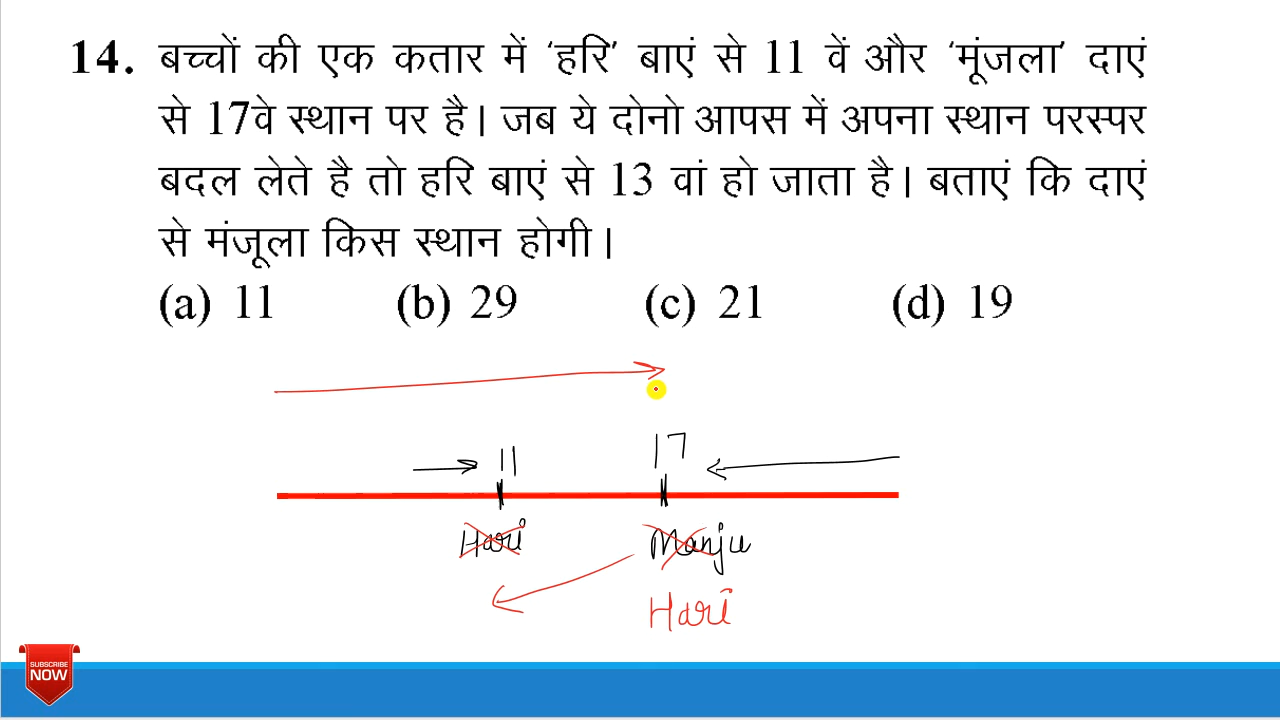 14. बच्चों की एक कतार में 'हरि' बाएं से 11 वें और 'मूंजला' दाएं
से 17वे स्थान पर है। जब ये दोनो आपस में अपना स्थान परस्पर
बदल लेते है तो हरि बाएं से 13 वां हो जाता है। बताएं कि दाएं
से मंजूला किस स्थान होगी।
(a) 11 (b) 29 (c) 21 (d) 19
11 17
Hari Manju
Hari
SUBSCRIBE
NOW